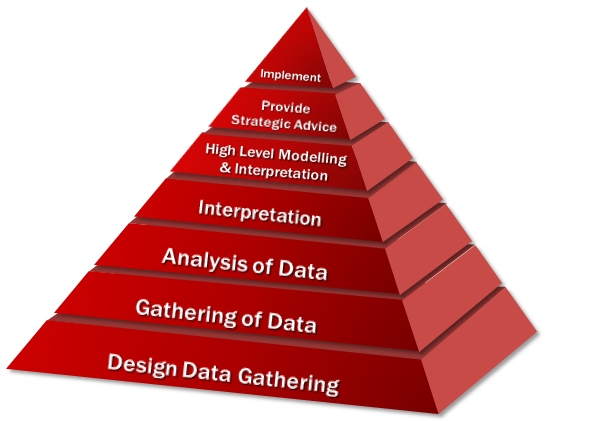 Implement
Provide
Strategic Advice
High Level Modelling
& Interpretation
Interpretation
Analysis of Data
Gathering of Data
Design Data Gathering